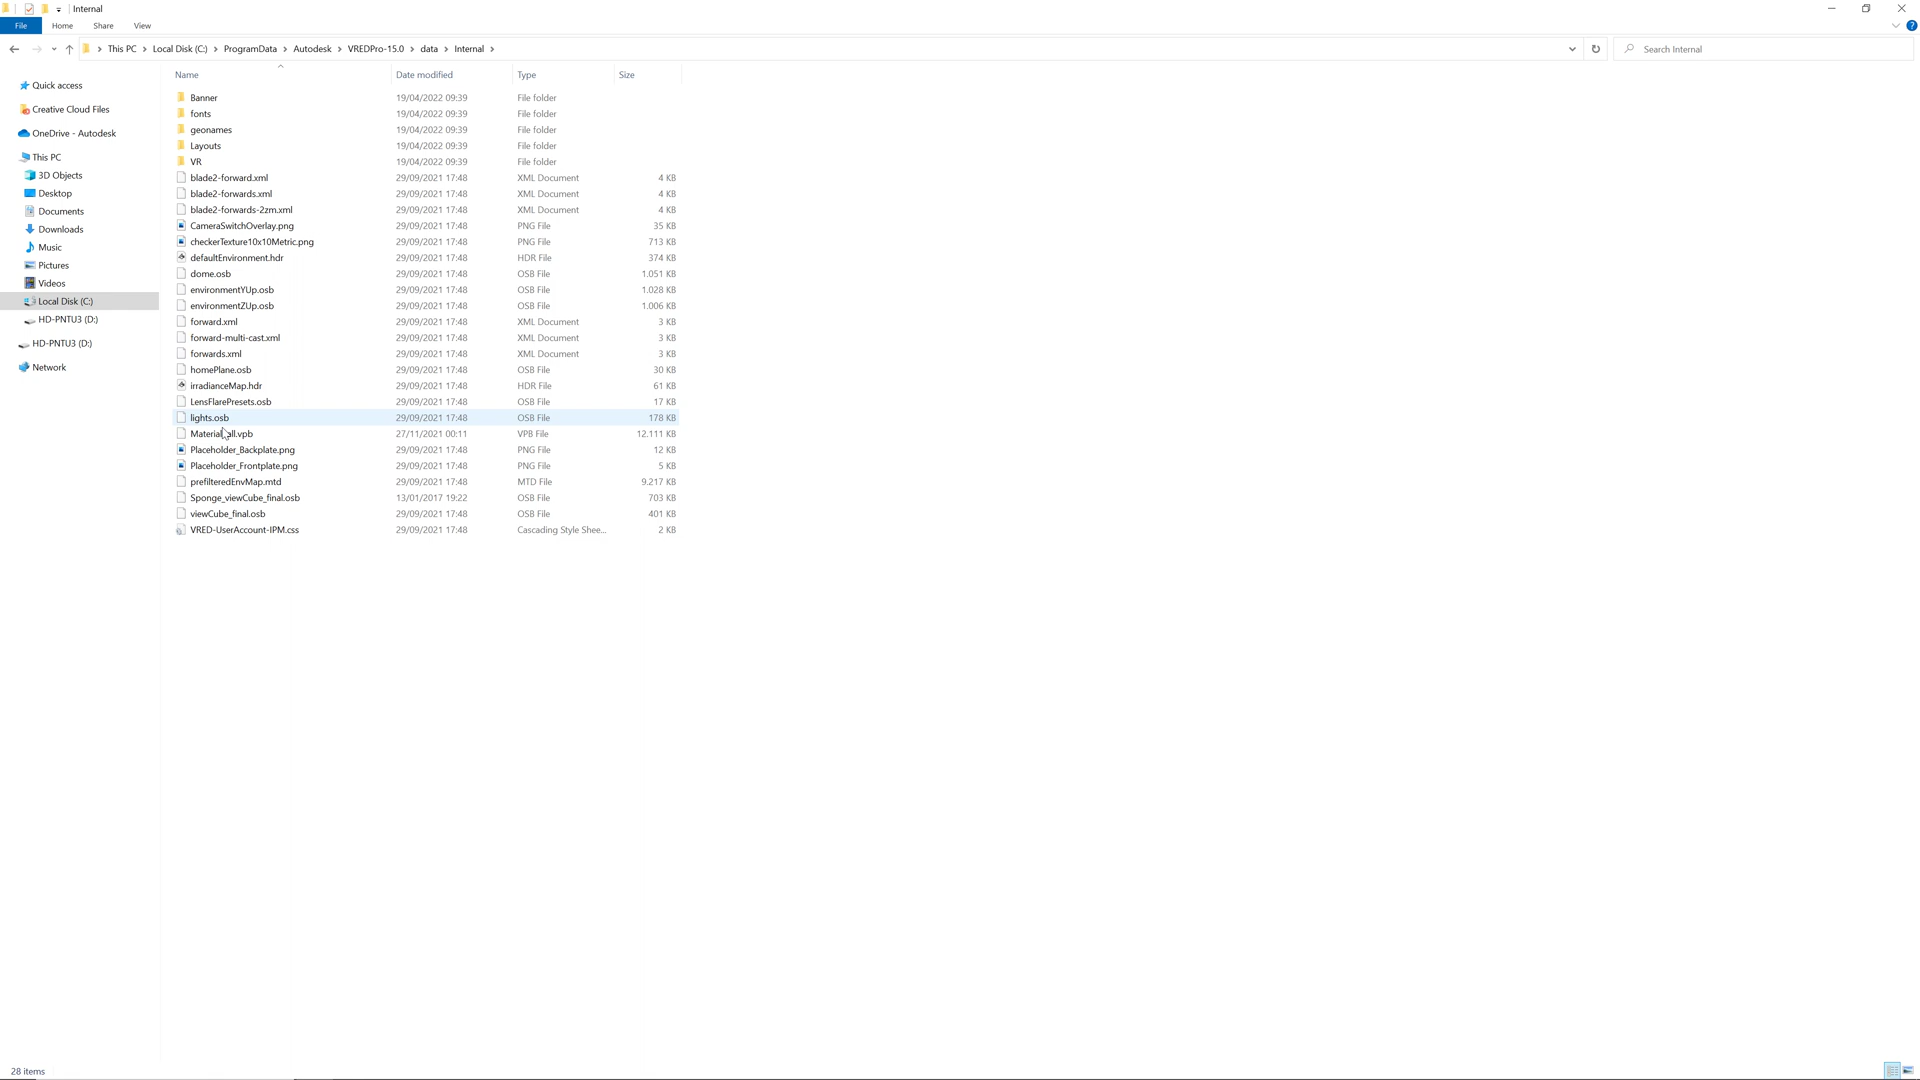 Internal
File Home Share View
This PC Local Disk (C:) ProgramData Autodesk VREDPro-15.0 data Internal Search Internal
Name Date modified Type Size
Quick access
Creative Cloud Files
OneDrive - Autodesk
This PC
3D Objects
Desktop
Documents
Downloads
Music
Pictures
Videos
Local Disk (C:)
HD-PNTU3 (D:)
HD-PNTU3 (D:)
Network
Banner 19/04/2022 09:39 File folder
fonts 19/04/2022 09:39 File folder
geonames 19/04/2022 09:39 File folder
Layouts 19/04/2022 09:39 File folder
VR 19/04/2022 09:39 File folder
blade2-forward.xml 29/09/2021 17:48 XML Document 4 KB
blade2-forwards.xml 29/09/2021 17:48 XML Document 4 KB
blade2-forwards-2zm.xml 29/09/2021 17:48 XML Document 4 KB
CameraSwitchOverlay.png 29/09/2021 17:48 PNG File 35 KB
checkerTexture10x10Metric.png 29/09/2021 17:48 PNG File 713 KB
defaultEnvironment.hdr 29/09/2021 17:48 HDR File 374 KB
dome.osb 29/09/2021 17:48 OSB File 1.051 KB
environmentYUp.osb 29/09/2021 17:48 OSB File 1.028 KB
environmentZUp.osb 29/09/2021 17:48 OSB File 1.006 KB
forward.xml 29/09/2021 17:48 XML Document 3 KB
forward-multi-cast.xml 29/09/2021 17:48 XML Document 3 KB
forwards.xml 29/09/2021 17:48 XML Document 3 KB
homePlane.osb 29/09/2021 17:48 OSB File 30 KB
irradianceMap.hdr 29/09/2021 17:48 HDR File 61 KB
LensFlarePresets.osb 29/09/2021 17:48 OSB File 17 KB
lights.osb 29/09/2021 17:48 OSB File 178 KB
27/11/2021 00:11 VPB File 12.111 KB
Placeholder_Backplate.png 29/09/2021 17:48 PNG File 12 KB
Placeholder_Frontplate.png 29/09/2021 17:48 PNG File 5 KB
prefilteredEnvMap.mtd 29/09/2021 17:48 MTD File 9.217 KB
Sponge_viewCube_final.osb 13/01/2017 19:22 OSB File 703 KB
viewCube_final.osb 29/09/2021 17:48 OSB File 401 KB
VRED-UserAccount-IPM.css 29/09/2021 17:48 Cascading Style Shee... 2 KB
28 items